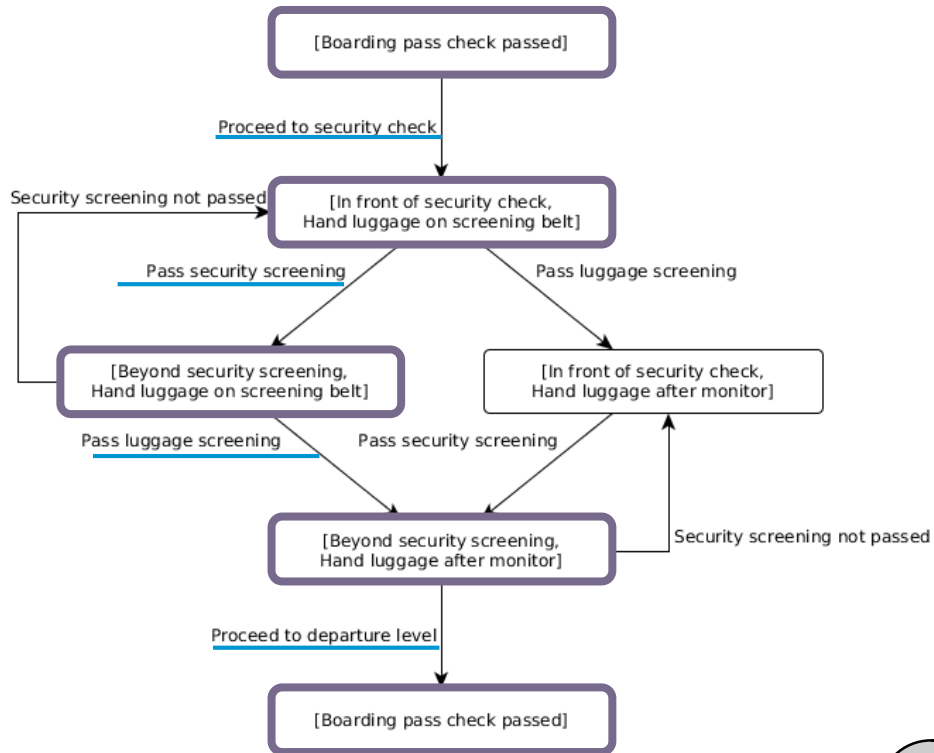 [Boarding pass check passed]
Proceed to security check
Security screening not passed
[In front of security check,
Hand luggage on screening belt]
Pass security screening
Pass luggage screening
[Beyond security screening,
Hand luggage on screening belt]
[In front of security check,
Hand luggage after monitor]
Pass luggage screening
Pass security screening
[Beyond security screening,
Hand luggage after monitor]
Security screening not passed
Proceed to departure level
[Boarding pass check passed]